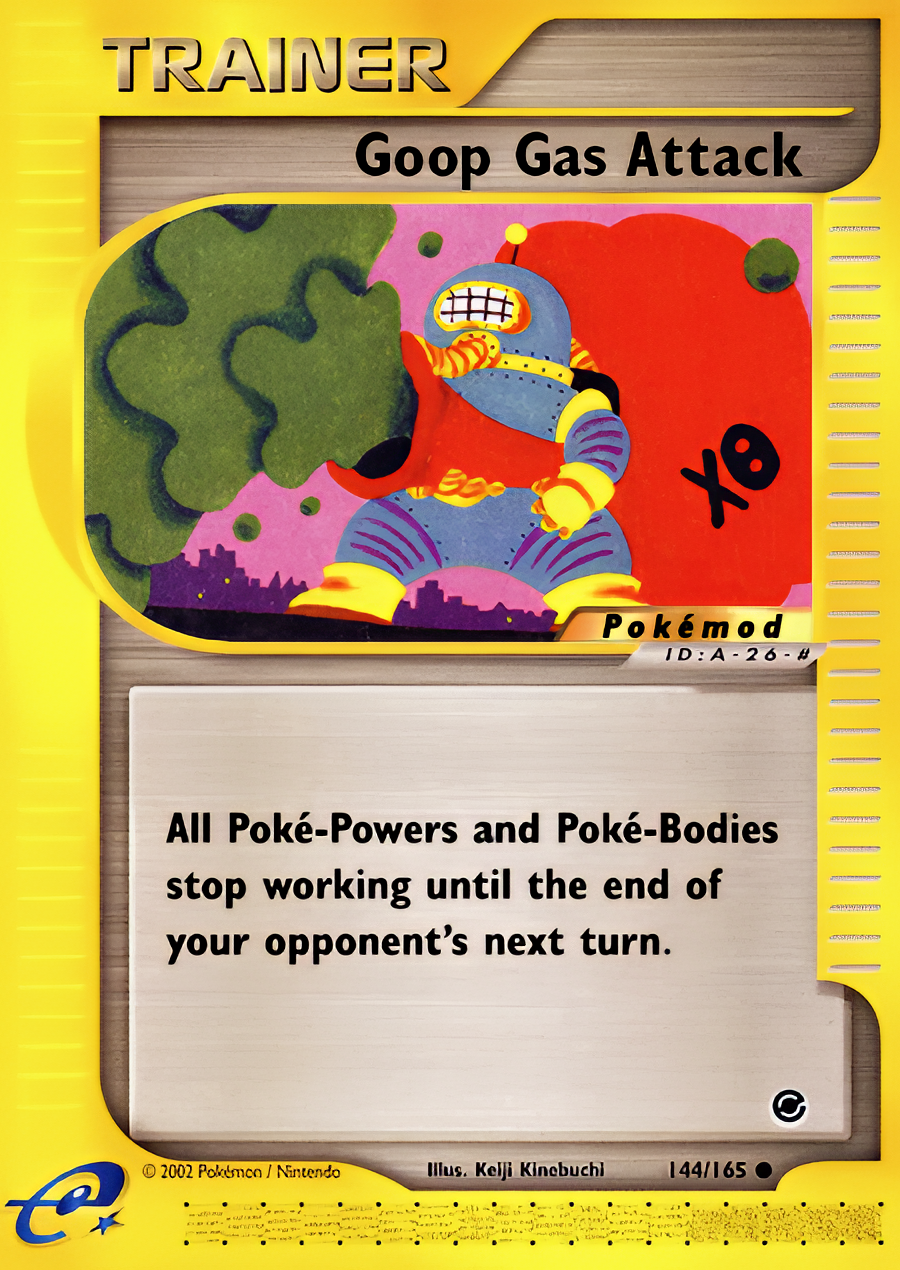 TRAINER
Goop Gas Attack
X8
Pokémod
ID:A-26-#
All Poké-Powers and Poké-Bodies
stop working until the end of
your opponent's next turn.
© 2002 Pokémon / Nintendo
Illus. Keiji Kinebuchi
144/165
e